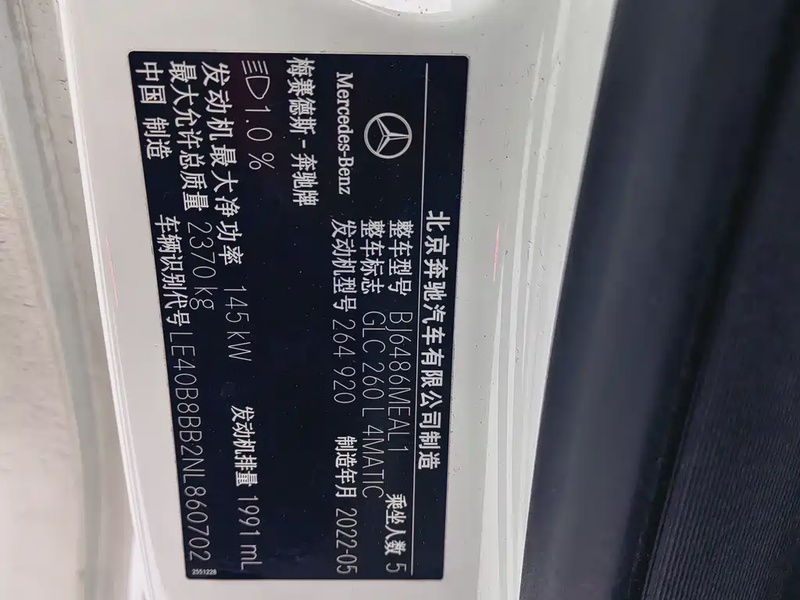 北京奔驰汽车有限公司制造
Mercedes-Benz
整车型号 BJ6486MEAL1 乘坐人数 5
整车标志 GLC 260 L 4MATIC
发动机型号 264 920 制造年月 2022-05
梅赛德斯-奔驰牌
1.0 %
发动机最大净功率 145 kW 发动机排量 1991 mL
最大允许总质量 2370 kg
中国 制造 车辆识别代号 LE40B8BB2NL860702
2551228